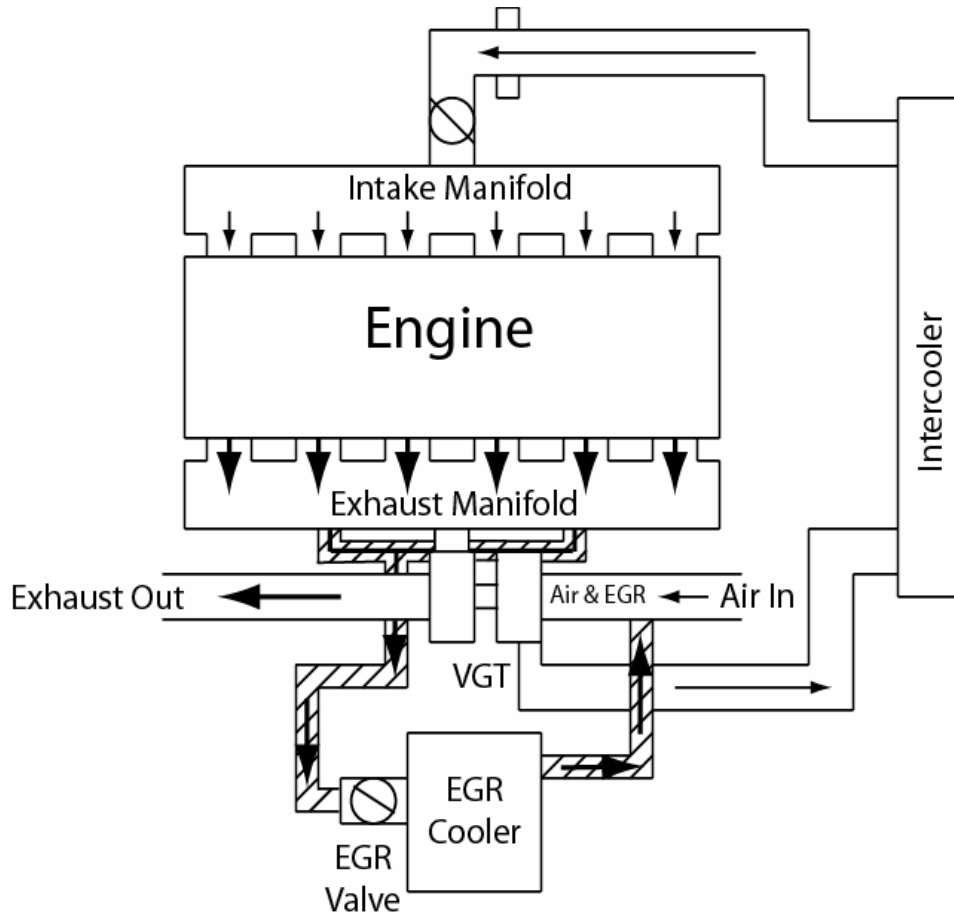 Intake Manifold
Engine
Intercooler
Exhaust Manifold
Exhaust Out
Air & EGR
Air In
VGT
EGR
Cooler
EGR
Valve